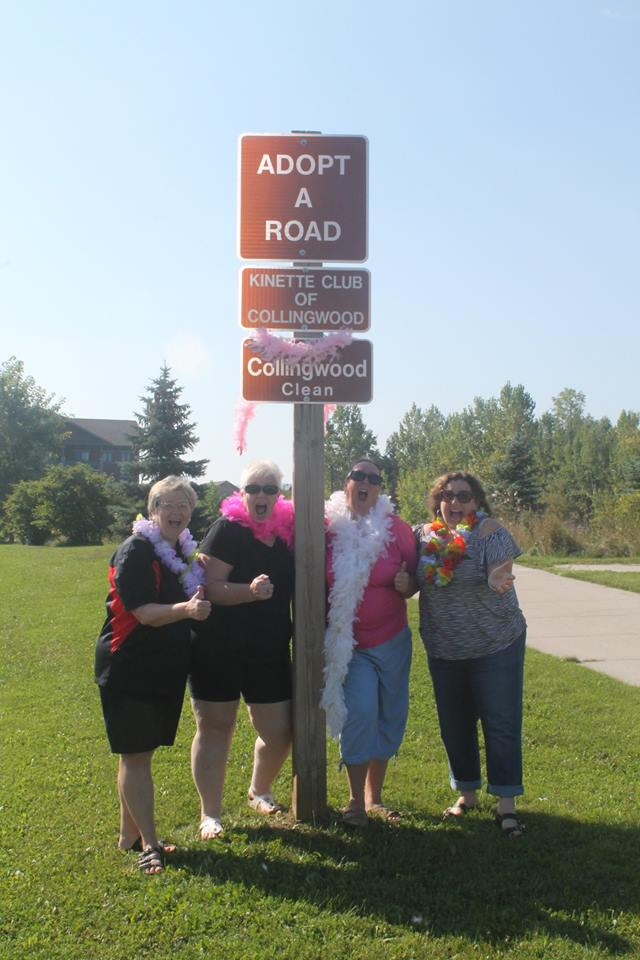 ADOPT
A
ROAD
KINETTE CLUB
OF
COLLINGWOOD
Collingwood
Clean